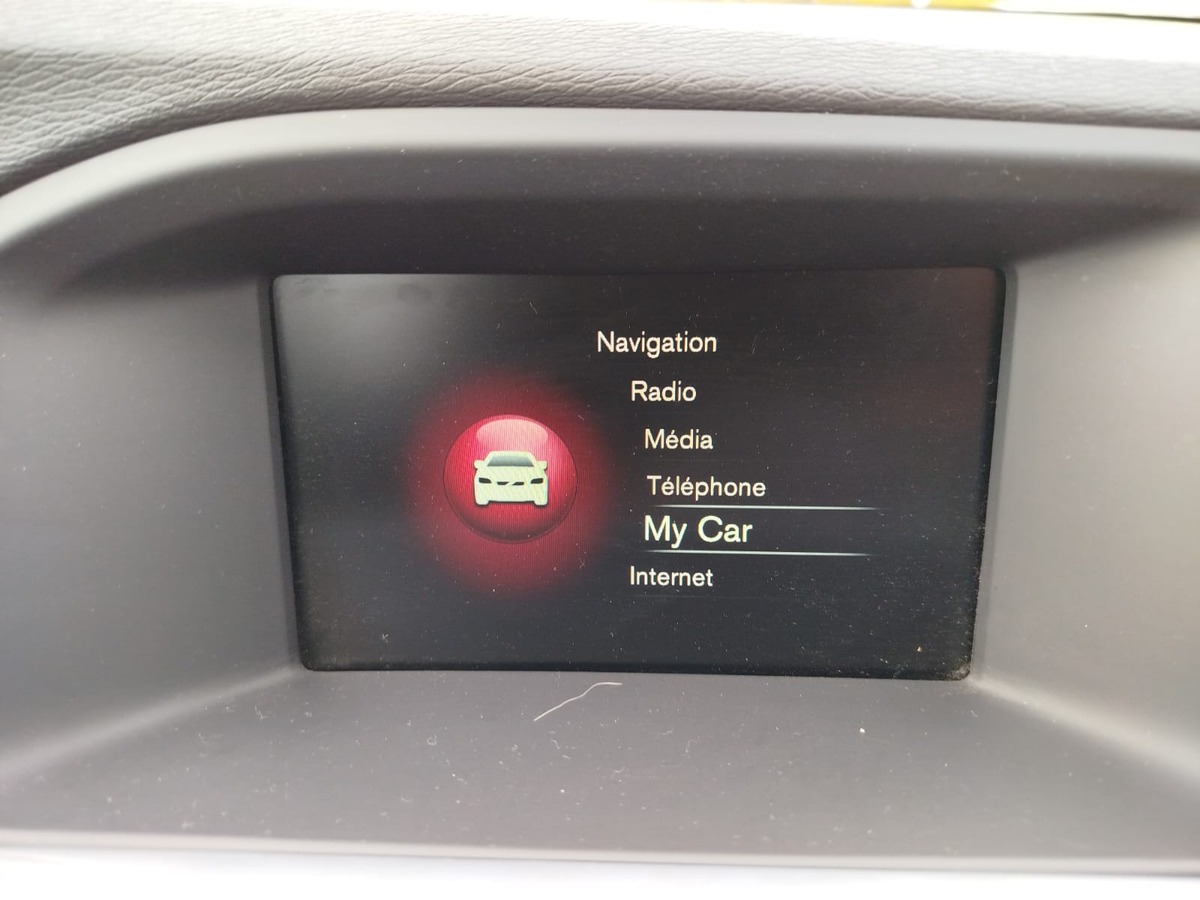 Navigation
Radio
Média
Téléphone
My Car
Internet